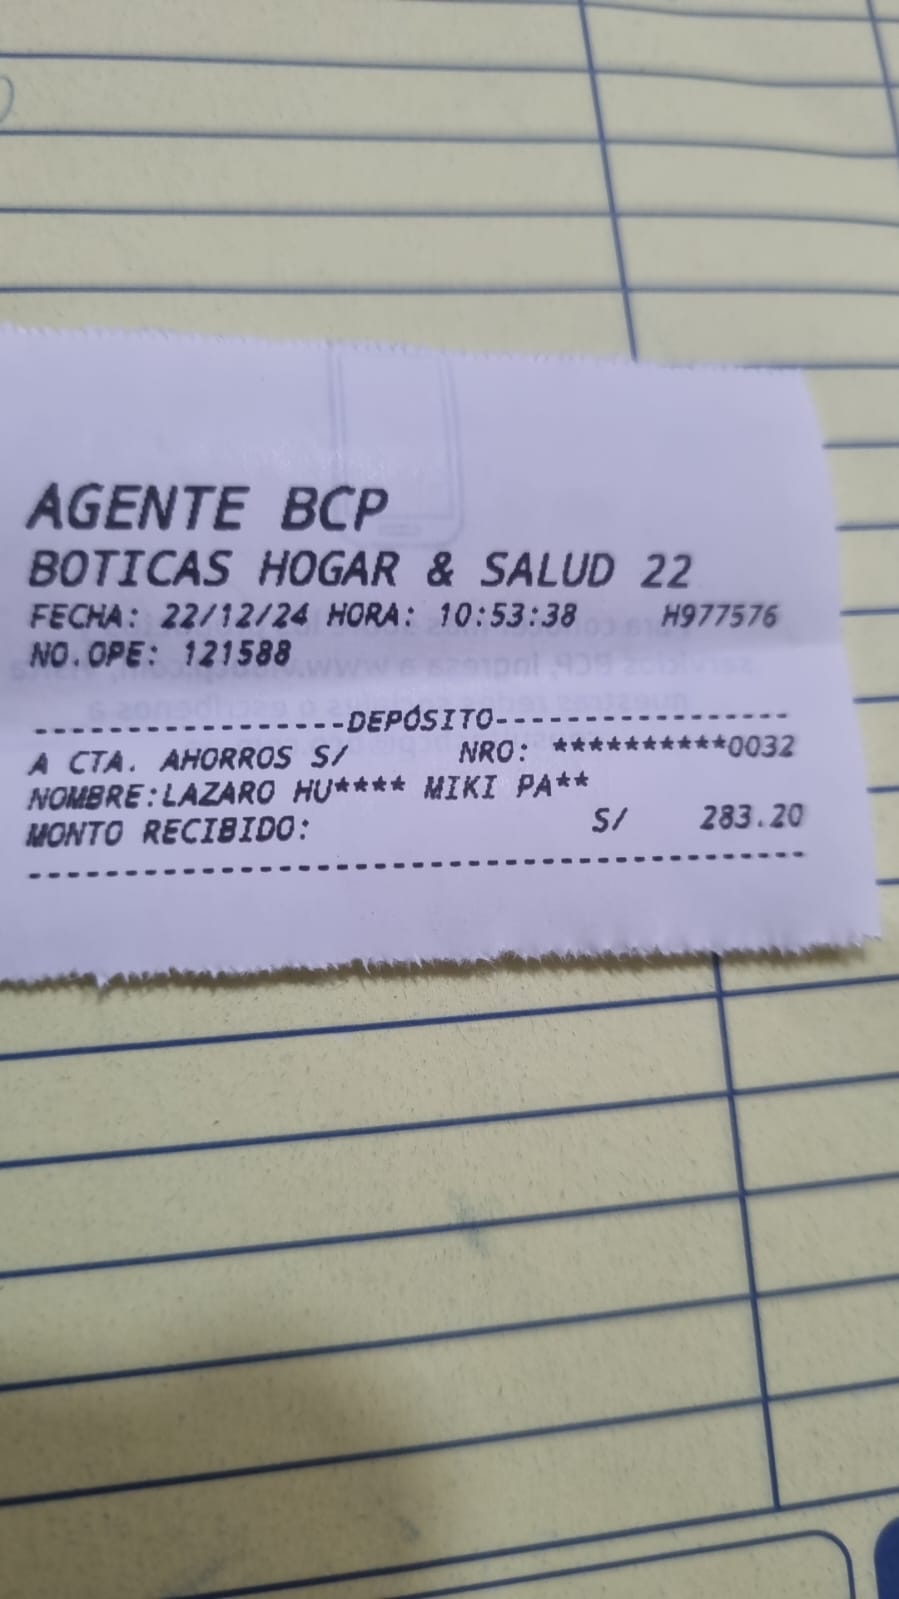 AGENTE BCP
BOTICAS HOGAR & SALUD 22
FECHA: 22/12/24 HORA: 10:53:38 H977576
NO.OPE: 121588
----------------DEPÓSITO----------------
A CTA. AHORROS S/ NRO: **********0032
NOMBRE:LAZARO HU**** MIKI PA**
MONTO RECIBIDO: S/ 283.20
----------------------------------------